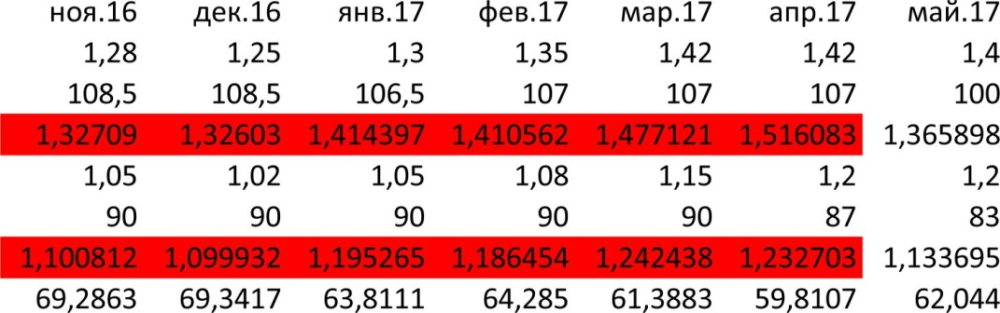 ноя.16 дек.16 янв.17 фев.17 мар.17 апр.17 май.17
1,28 1,25 1,3 1,35 1,42 1,42 1,4
108,5 108,5 106,5 107 107 107 100
1,32709 1,32603 1,414397 1,410562 1,477121 1,516083 1,365898
1,05 1,02 1,05 1,08 1,15 1,2 1,2
90 90 90 90 90 87 83
1,100812 1,099932 1,195265 1,186454 1,242438 1,232703 1,133695
69,2863 69,3417 63,8111 64,285 61,3883 59,8107 62,044